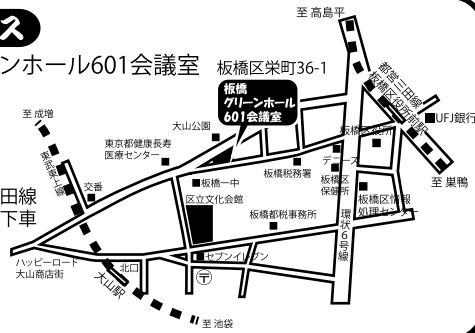 ス
ンホール601会議室 板橋区栄町36-1
至 高島平
都営三田線
板橋区役所前駅
UFJ銀行
至 巣鴨
至 成増
東武東上線
大山公園
板橋
グリーンホール
601会議室
東京都健康長寿
医療センター
交番
板橋一中
板橋税務署
デニーズ
板橋区役所
板橋区
保健所
板橋区情報
処理センター
区立文化会館
板橋都税事務所
環状6号線
田線
下車
ハッピーロード
大山商店街
北口
大山駅
セブンイレブン
〒
至 池袋